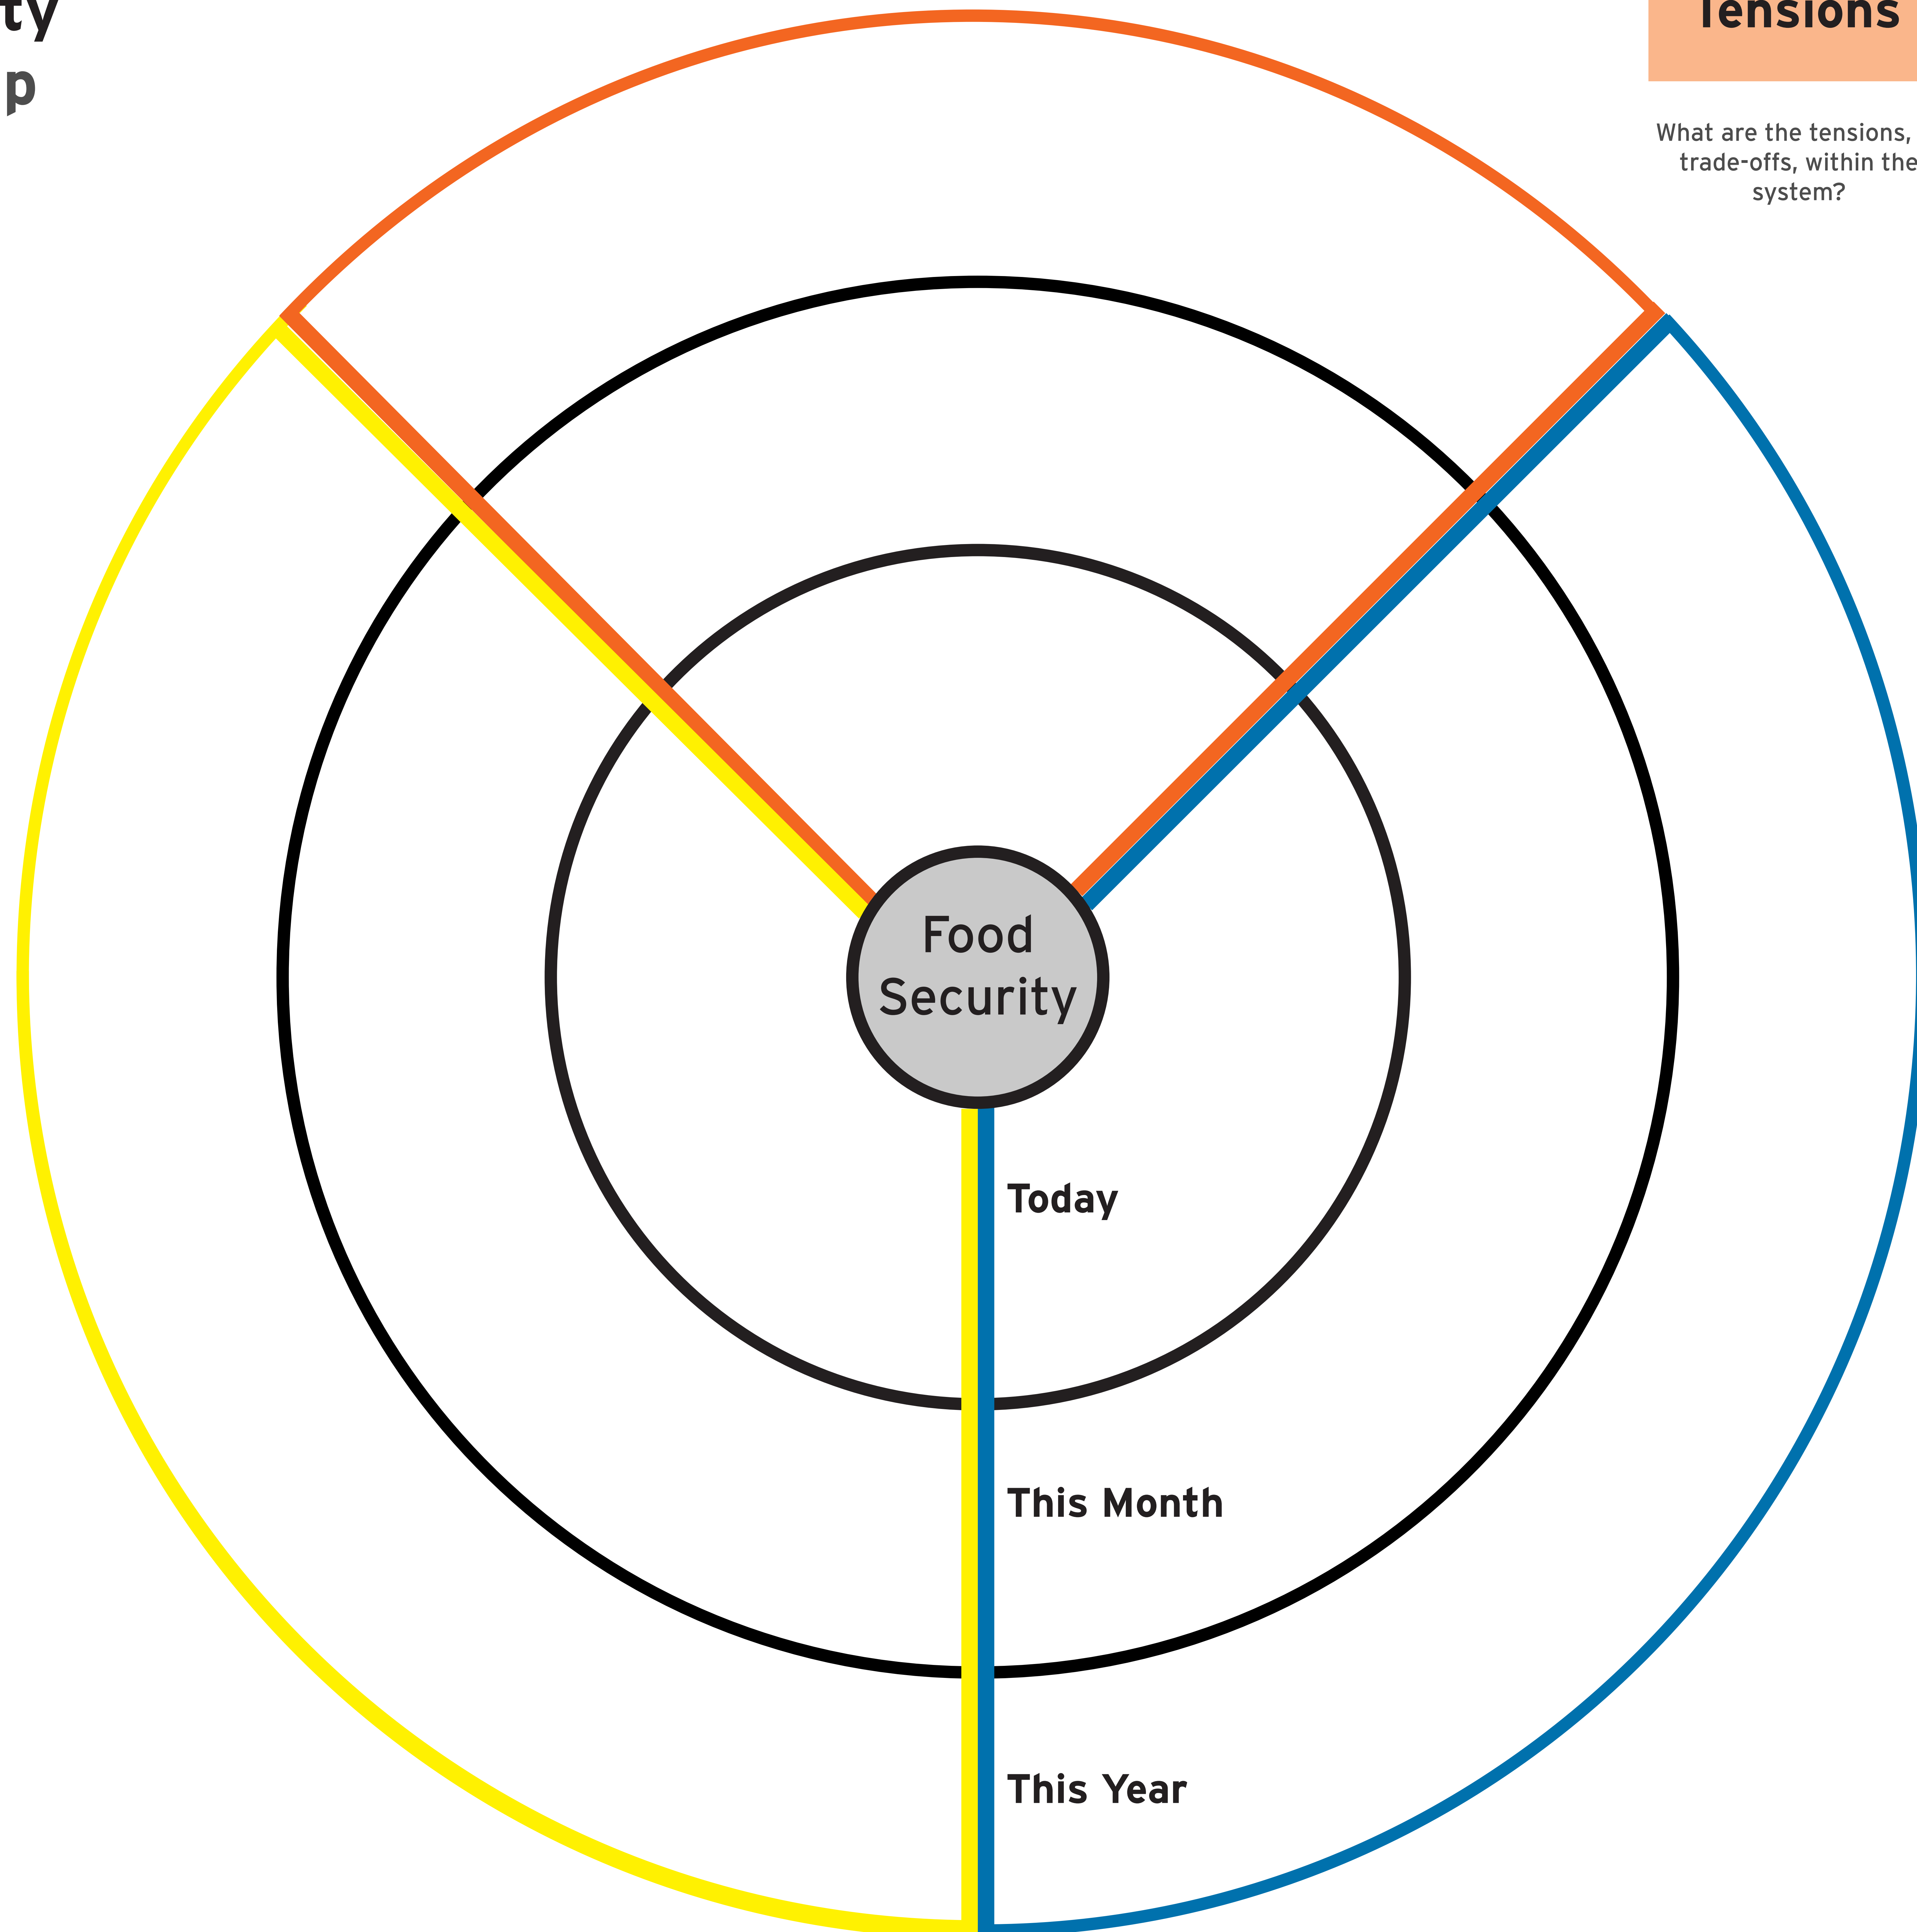 ty
p
Tensions
What are the tensions,
trade-offs, within the
system?
Food
Security
Today
This Month
This Year